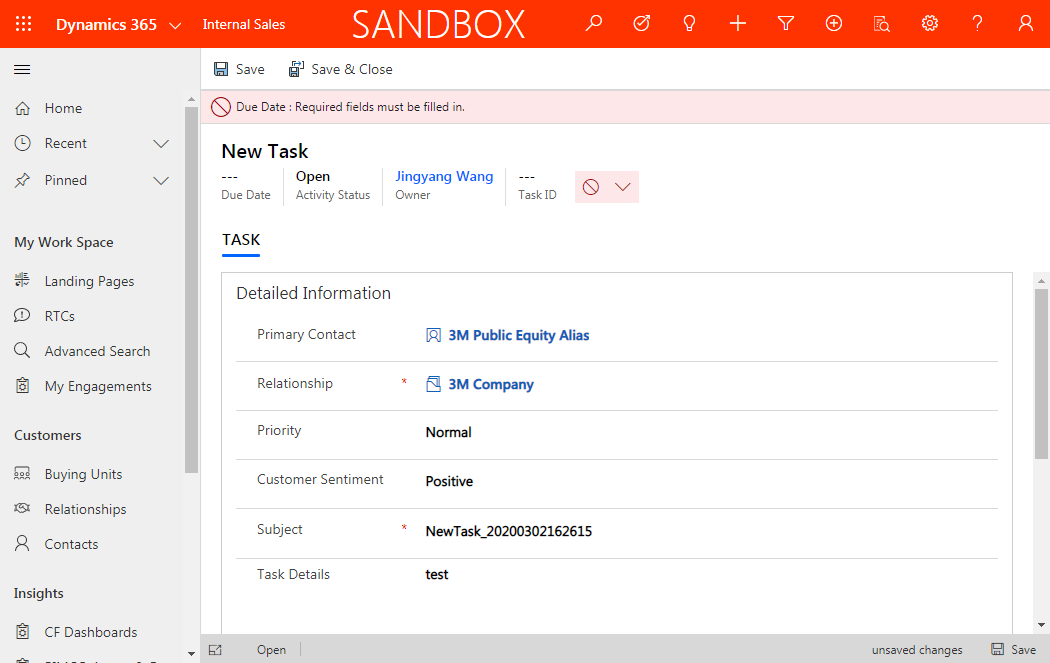 Dynamics 365 Internal Sales SANDBOX
Save Save & Close
Due Date : Required fields must be filled in.
Home
Recent
Pinned
My Work Space
Landing Pages
RTCs
Advanced Search
My Engagements
Customers
Buying Units
Relationships
Contacts
Insights
CF Dashboards
New Task
--- Open Jingyang Wang ---
Due Date Activity Status Owner Task ID
TASK
Detailed Information
Primary Contact 3M Public Equity Alias
Relationship * 3M Company
Priority Normal
Customer Sentiment Positive
Subject * NewTask_20200302162615
Task Details test
Open unsaved changes Save